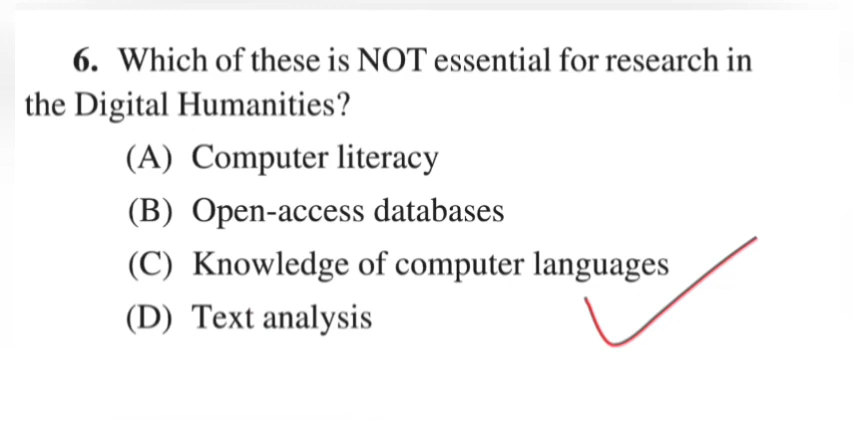 6. Which of these is NOT essential for research in
the Digital Humanities?
(A) Computer literacy
(B) Open-access databases
(C) Knowledge of computer languages
(D) Text analysis